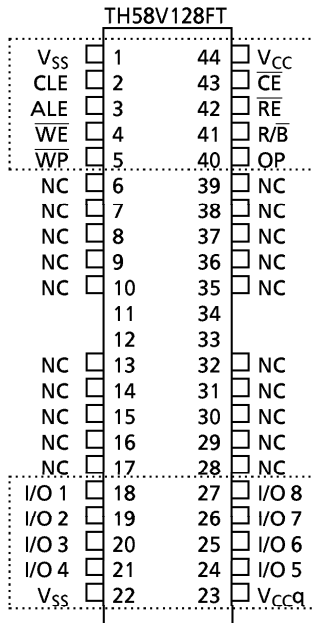 TH58V128FT
VSS 1 44 VCC
CLE 2 43 C̅E̅
ALE 3 42 R̅E̅
W̅E̅ 4 41 R/B̅
W̅P̅ 5 40 OP
NC 6 39 NC
NC 7 38 NC
NC 8 37 NC
NC 9 36 NC
NC 10 35 NC
11 34
12 33
NC 13 32 NC
NC 14 31 NC
NC 15 30 NC
NC 16 29 NC
NC 17 28 NC
I/O 1 18 27 I/O 8
I/O 2 19 26 I/O 7
I/O 3 20 25 I/O 6
I/O 4 21 24 I/O 5
VSS 22 23 VCCq